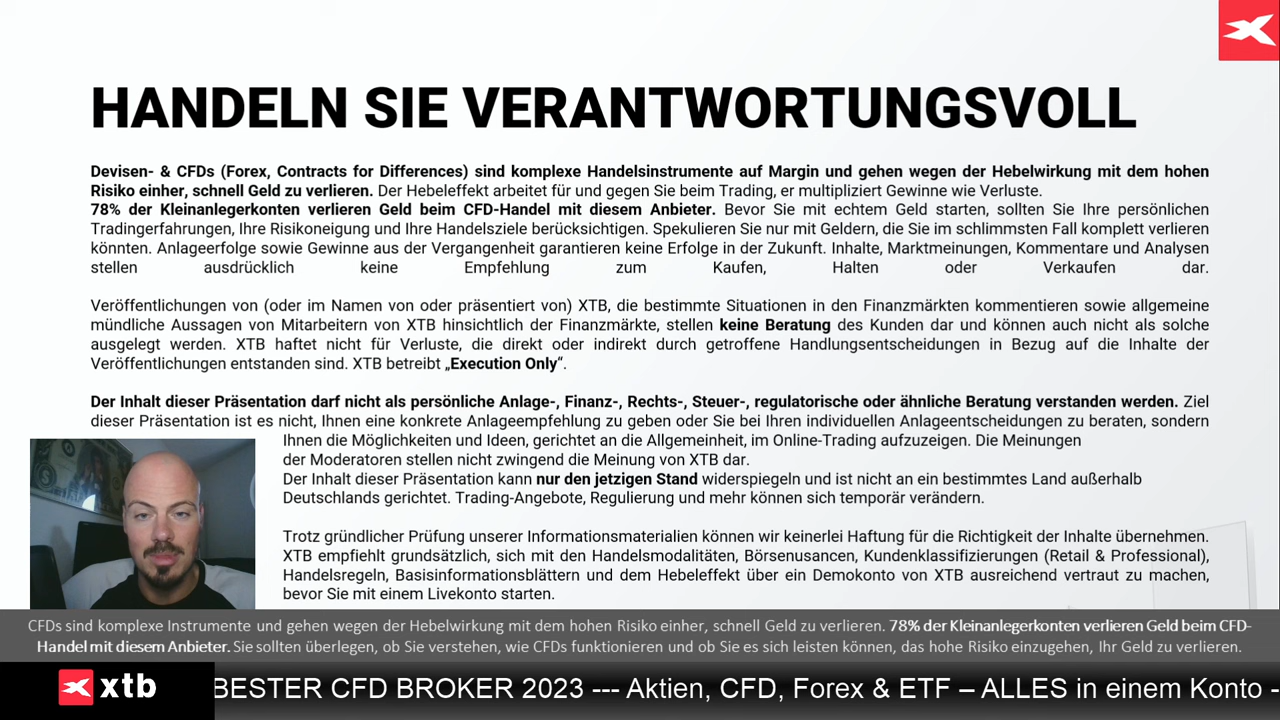 HANDELN SIE VERANTWORTUNGSVOLL
Devisen- & CFDs (Forex, Contracts for Differences) sind komplexe Handelsinstrumente auf Margin und gehen wegen der Hebelwirkung mit dem hohen
Risiko einher, schnell Geld zu verlieren. Der Hebeleffekt arbeitet für und gegen Sie beim Trading, er multipliziert Gewinne wie Verluste.
78% der Kleinanlegerkonten verlieren Geld beim CFD-Handel mit diesem Anbieter. Bevor Sie mit echtem Geld starten, sollten Sie Ihre persönlichen
Tradingerfahrungen, Ihre Risikoneigung und Ihre Handelsziele berücksichtigen. Spekulieren Sie nur mit Geldern, die Sie im schlimmsten Fall komplett verlieren
könnten. Anlageerfolge sowie Gewinne aus der Vergangenheit garantieren keine Erfolge in der Zukunft. Inhalte, Marktmeinungen, Kommentare und Analysen
stellen ausdrücklich keine Empfehlung zum Kaufen, Halten oder Verkaufen dar.
Veröffentlichungen von (oder im Namen von oder präsentiert von) XTB, die bestimmte Situationen in den Finanzmärkten kommentieren sowie allgemeine
mündliche Aussagen von Mitarbeitern von XTB hinsichtlich der Finanzmärkte, stellen keine Beratung des Kunden dar und können auch nicht als solche
ausgelegt werden. XTB haftet nicht für Verluste, die direkt oder indirekt durch getroffene Handlungsentscheidungen in Bezug auf die Inhalte der
Veröffentlichungen entstanden sind. XTB betreibt „Execution Only“.
Der Inhalt dieser Präsentation darf nicht als persönliche Anlage-, Finanz-, Rechts-, Steuer-, regulatorische oder ähnliche Beratung verstanden werden. Ziel
dieser Präsentation ist es nicht, Ihnen eine konkrete Anlageempfehlung zu geben oder Sie bei Ihren individuellen Anlageentscheidungen zu beraten, sondern
Ihnen die Möglichkeiten und Ideen, gerichtet an die Allgemeinheit, im Online-Trading aufzuzeigen. Die Meinungen
der Moderatoren stellen nicht zwingend die Meinung von XTB dar.
Der Inhalt dieser Präsentation kann nur den jetzigen Stand widerspiegeln und ist nicht an ein bestimmtes Land außerhalb
Deutschlands gerichtet. Trading-Angebote, Regulierung und mehr können sich temporär verändern.
Trotz gründlicher Prüfung unserer Informationsmaterialien können wir keinerlei Haftung für die Richtigkeit der Inhalte übernehmen.
XTB empfiehlt grundsätzlich, sich mit den Handelsmodalitäten, Börsenusancen, Kundenklassifizierungen (Retail & Professional),
Handelsregeln, Basisinformationsblättern und dem Hebeleffekt über ein Demokonto von XTB ausreichend vertraut zu machen,
bevor Sie mit einem Livekonto starten.
CFDs sind komplexe Instrumente und gehen wegen der Hebelwirkung mit dem hohen Risiko einher, schnell Geld zu verlieren. 78% der Kleinanlegerkonten verlieren Geld beim CFD-
Handel mit diesem Anbieter. Sie sollten überlegen, ob Sie verstehen, wie CFDs funktionieren und ob Sie es sich leisten können, das hohe Risiko einzugehen, Ihr Geld zu verlieren.
xtb BESTER CFD BROKER 2023 --- Aktien, CFD, Forex & ETF – ALLES in einem Konto -